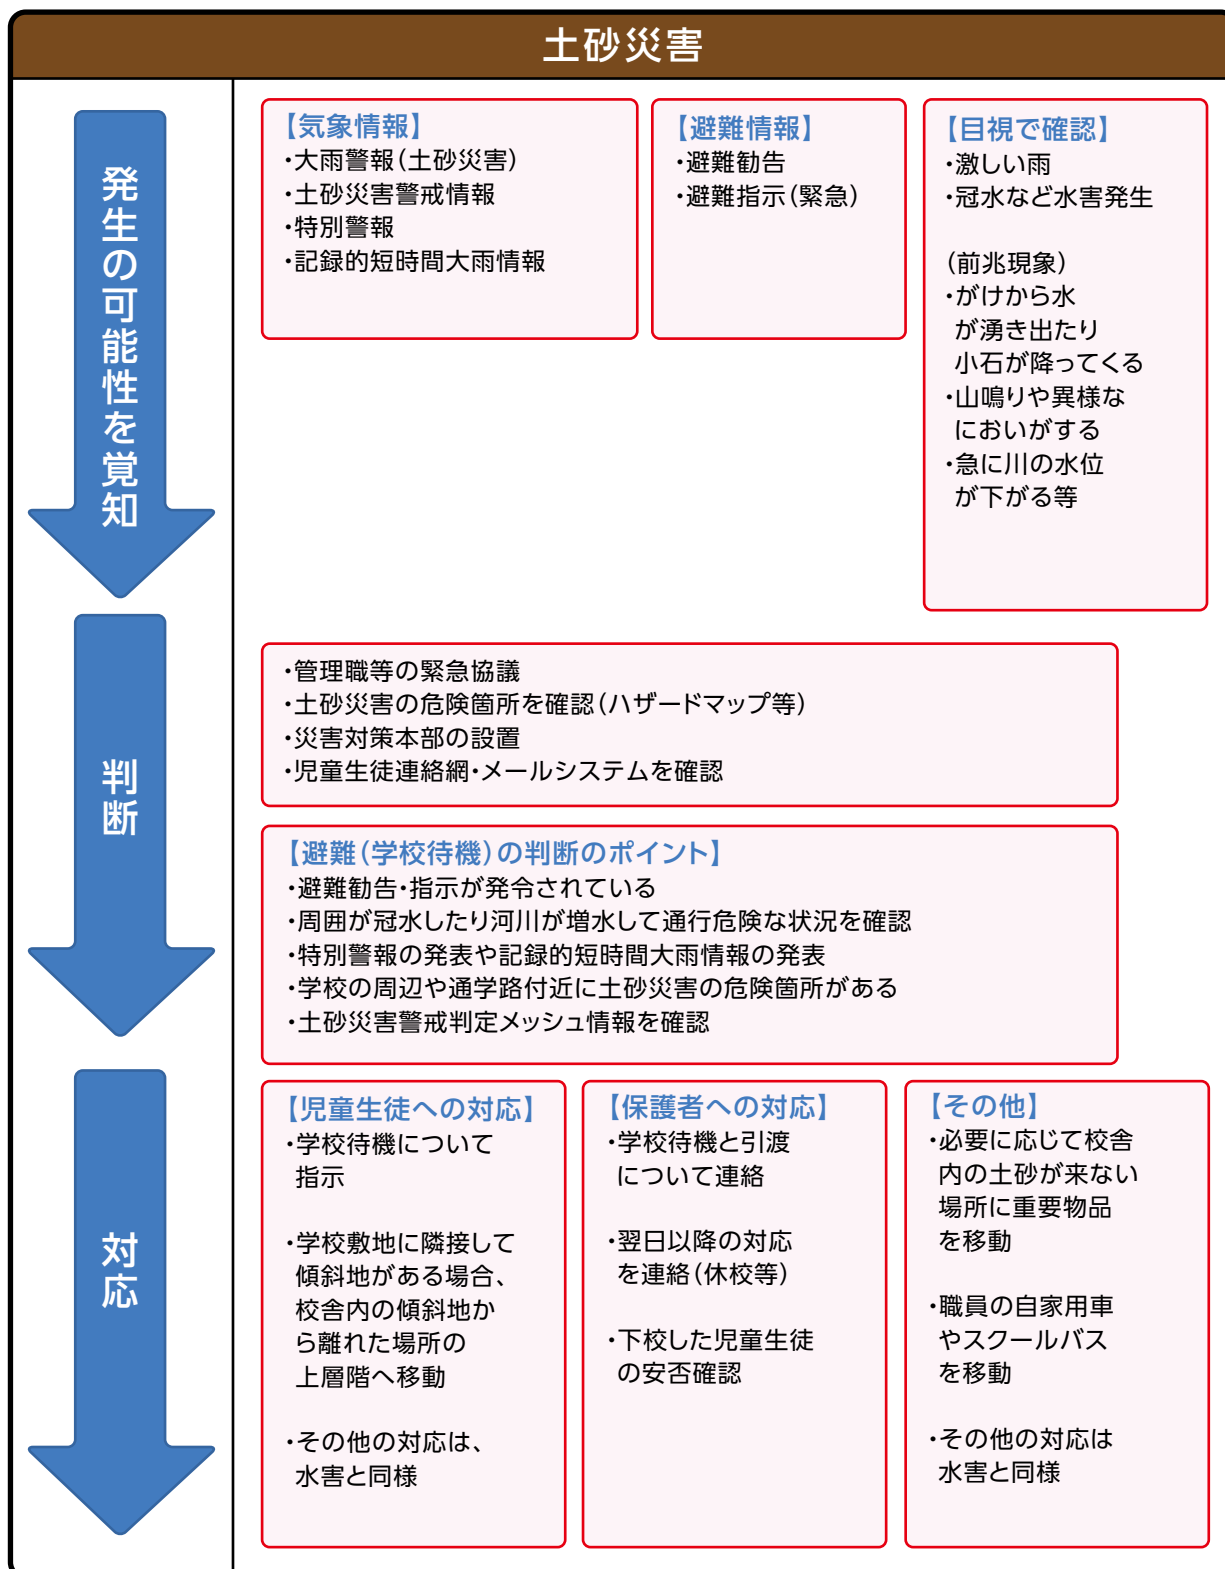 土砂災害
発生の可能性を覚知
【気象情報】
・大雨警報(土砂災害)
・土砂災害警戒情報
・特別警報
・記録的短時間大雨情報
【避難情報】
・避難勧告
・避難指示(緊急)
【目視で確認】
・激しい雨
・冠水など水害発生
(前兆現象)
・がけから水
が湧き出たり
小石が降ってくる
・山鳴りや異様な
においがする
・急に川の水位
が下がる等
判断
・管理職等の緊急協議
・土砂災害の危険箇所を確認(ハザードマップ等)
・災害対策本部の設置
・児童生徒連絡網・メールシステムを確認
【避難(学校待機)の判断のポイント】
・避難勧告・指示が発令されている
・周囲が冠水したり河川が増水して通行危険な状況を確認
・特別警報の発表や記録的短時間大雨情報の発表
・学校の周辺や通学路付近に土砂災害の危険箇所がある
・土砂災害警戒判定メッシュ情報を確認
対応
【児童生徒への対応】
・学校待機について
指示
・学校敷地に隣接して
傾斜地がある場合、
校舎内の傾斜地か
ら離れた場所の
上層階へ移動
・その他の対応は、
水害と同様
【保護者への対応】
・学校待機と引渡
について連絡
・翌日以降の対応
を連絡(休校等)
・下校した児童生徒
の安否確認
【その他】
・必要に応じて校舎
内の土砂が来ない
場所に重要物品
を移動
・職員の自家用車
やスクールバス
を移動
・その他の対応は
水害と同様